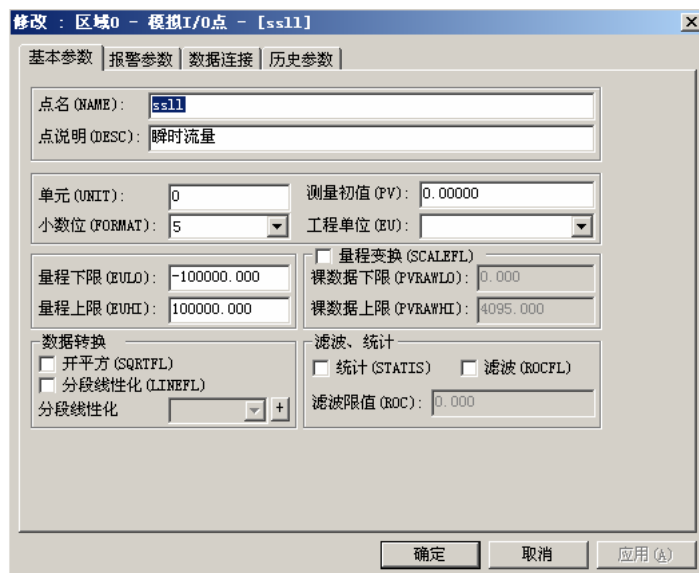 修改 : 区域0 - 模拟I/O点 - [ssll]
基本参数 报警参数 数据连接 历史参数
点名(NAME): ssll
点说明(DESC): 瞬时流量
单元(UNIT): 0 测量初值(PV): 0.00000
小数位(FORMAT): 5 工程单位(EU):
量程变换(SCALEFL)
量程下限(EULO): -100000.000 裸数据下限(PVRAWLO): 0.000
量程上限(EUHI): 100000.000 裸数据上限(PVRAWHI): 4095.000
数据转换 滤波、统计
开平方(SQRTFL) 统计(STATIS) 滤波(ROCFL)
分段线性化(LINEFL)
分段线性化 + 滤波限值(ROC): 0.000
确定 取消 应用(A)